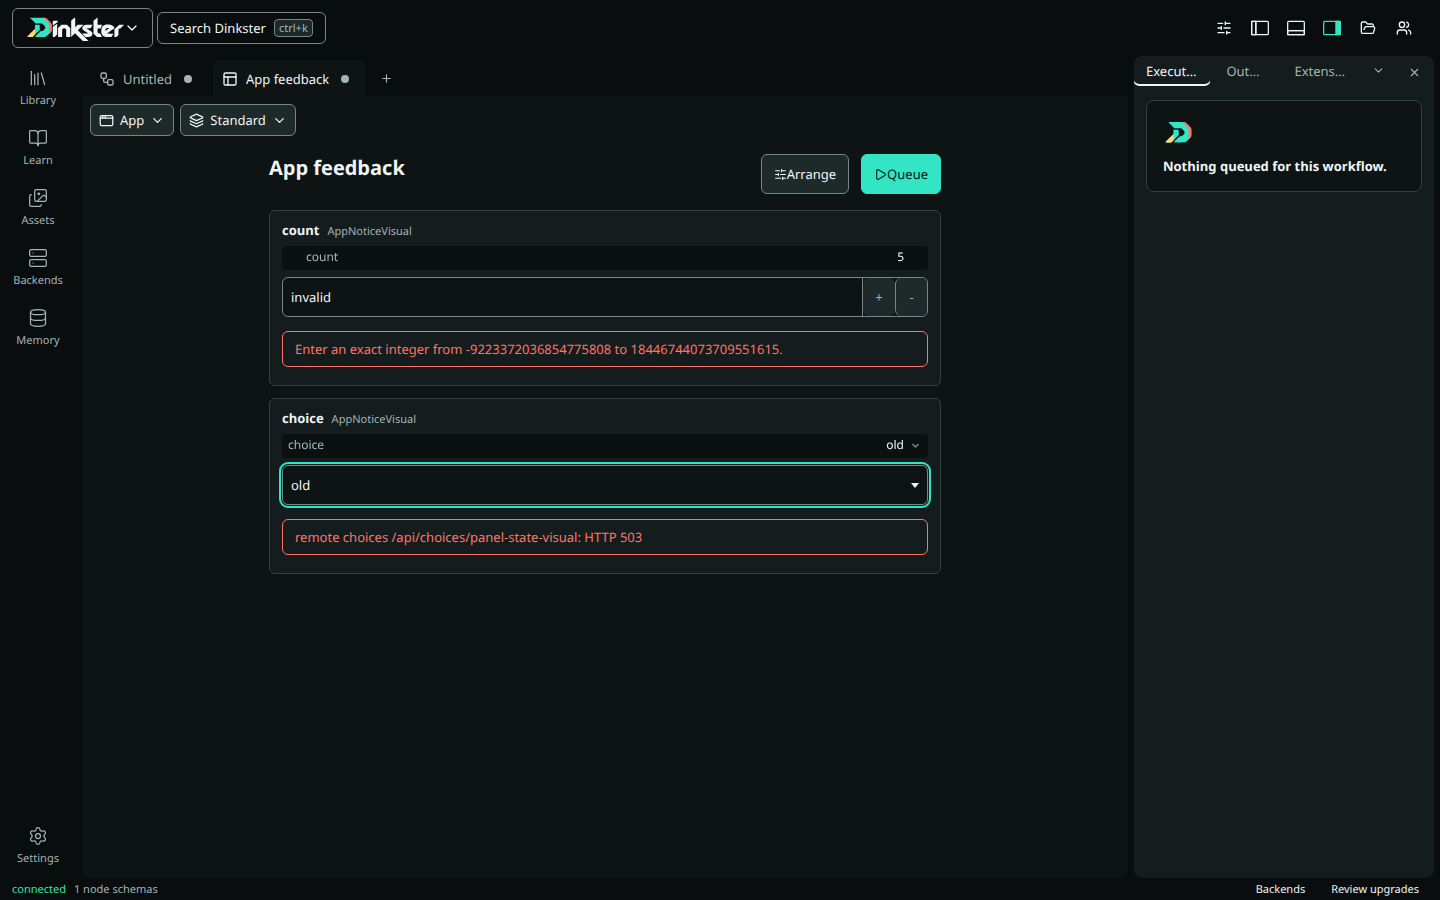 Dinkster
Search Dinkster ctrl+k
Library
Learn
Assets
Backends
Memory
Settings
Untitled
App feedback
+
App
Standard
App feedback
Arrange
Queue
count AppNoticeVisual
count 5
invalid + -
Enter an exact integer from -9223372036854775808 to 18446744073709551615.
choice AppNoticeVisual
choice old
old
remote choices /api/choices/panel-state-visual: HTTP 503
Execut...
Out...
Extens...
Nothing queued for this workflow.
connected 1 node schemas
Backends
Review upgrades